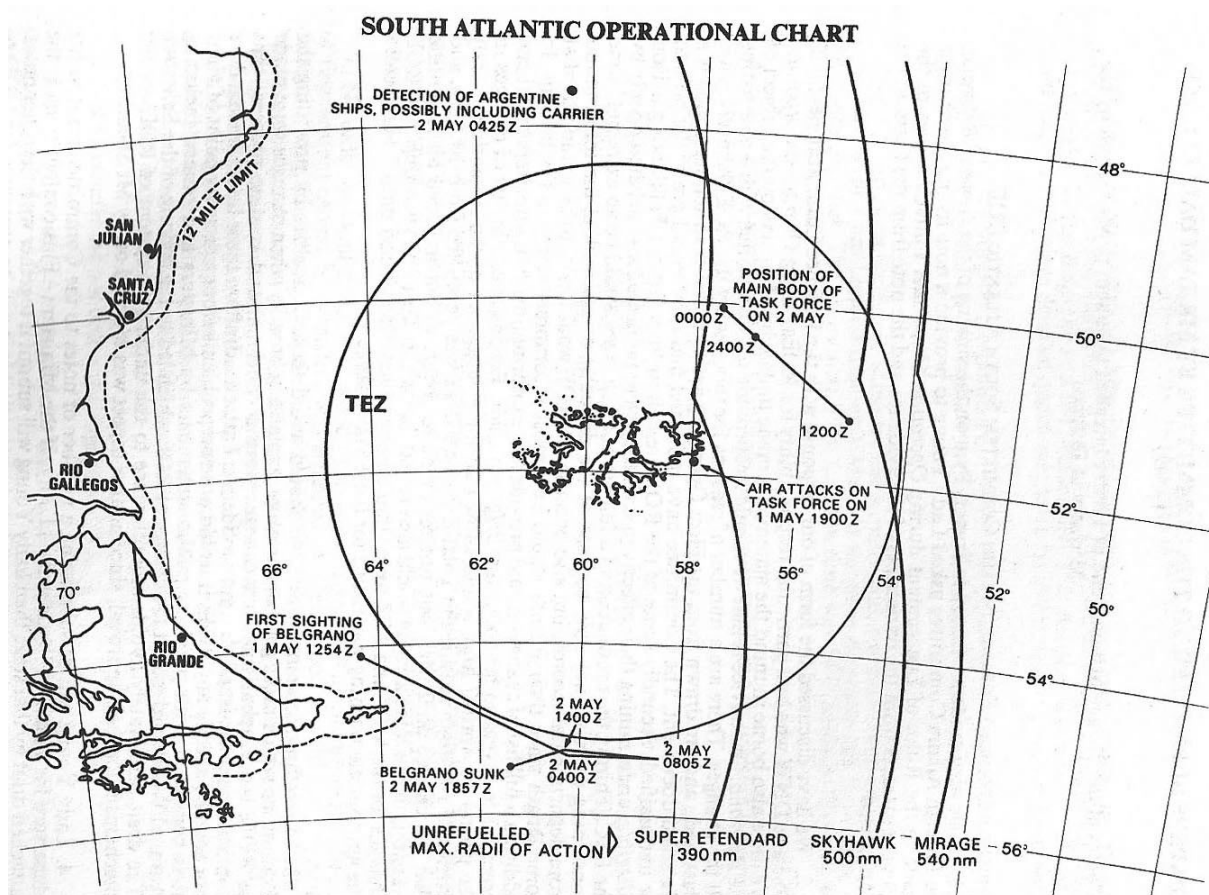 SOUTH ATLANTIC OPERATIONAL CHART
DETECTION OF ARGENTINE
SHIPS, POSSIBLY INCLUDING CARRIER
2 MAY 0425 Z
48°
12 MILE LIMIT
SAN
JULIAN
SANTA
CRUZ
POSITION OF
MAIN BODY OF
TASK FORCE
ON 2 MAY
0000 Z
2400 Z
50°
TEZ
1200 Z
RIO
GALLEGOS
AIR ATTACKS ON
TASK FORCE ON
1 MAY 1900 Z
52°
70°
66°
64°
62°
60°
58°
56°
54°
52°
50°
FIRST SIGHTING
OF BELGRANO
1 MAY 1254 Z
RIO
GRANDE
54°
2 MAY
1400 Z
2 MAY
0400 Z
2 MAY
0805 Z
BELGRANO SUNK
2 MAY 1857 Z
UNREFUELLED
MAX. RADII OF ACTION
SUPER ETENDARD
390 nm
SKYHAWK
500 nm
MIRAGE
540 nm
56°